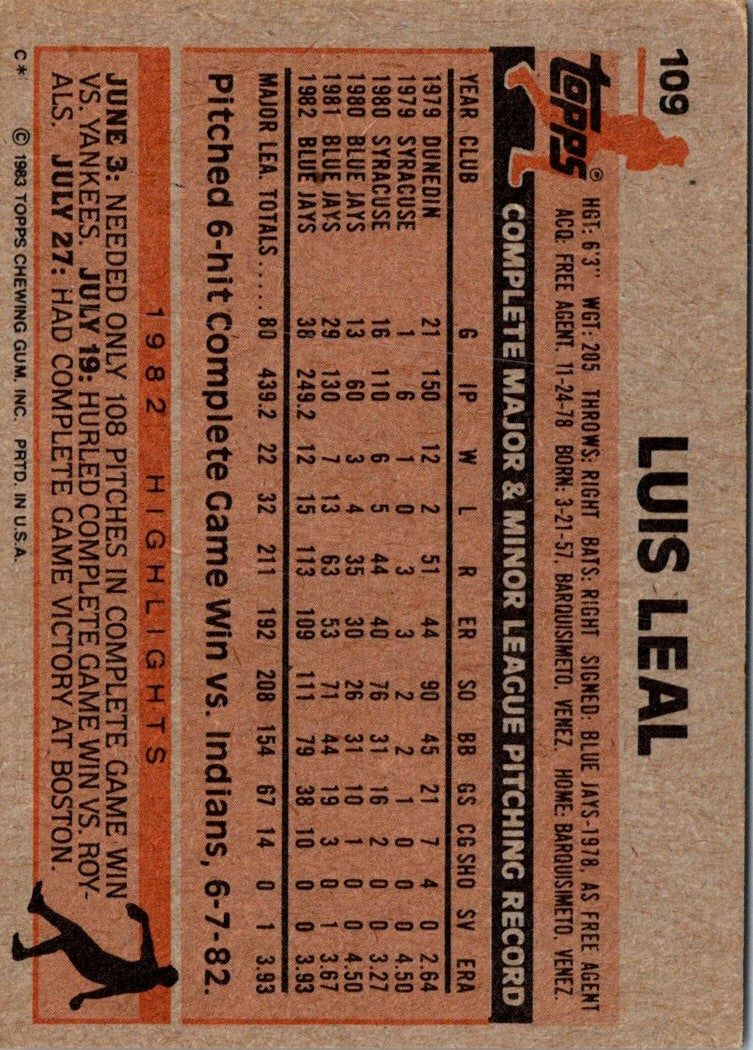 109
LUIS LEAL
Topps®
HGT: 6'3" WGT: 205 THROWS: RIGHT BATS: RIGHT SIGNED: BLUE JAYS-1978, AS FREE AGENT
ACQ: FREE AGENT, 11-24-78 BORN: 3-21-57, BARQUISIMETO, VENEZ. HOME: BARQUISIMETO, VENEZ.
COMPLETE MAJOR & MINOR LEAGUE PITCHING RECORD
YEAR CLUB G IP W L R ER SO BB GS CG SHO SV ERA
1979 DUNEDIN 21 150 12 2 51 44 90 45 21 7 4 0 2.64
1979 SYRACUSE 1 6 1 0 3 3 2 2 1 0 0 0 4.50
1980 SYRACUSE 16 110 6 5 44 40 76 31 16 2 0 0 3.27
1980 BLUE JAYS 13 60 3 4 35 30 26 31 10 1 0 0 4.50
1981 BLUE JAYS 29 130 7 13 63 53 71 44 19 3 0 1 3.67
1982 BLUE JAYS 38 249.2 12 15 113 109 111 79 38 10 0 0 3.93
MAJOR LEA. TOTALS ..... 80 439.2 22 32 211 192 208 154 67 14 0 1 3.93
Pitched 6-hit Complete Game Win vs. Indians, 6-7-82.
1982 HIGHLIGHTS
JUNE 3: NEEDED ONLY 108 PITCHES IN COMPLETE GAME WIN
VS. YANKEES. JULY 19: HURLED COMPLETE GAME WIN VS. ROY-
ALS. JULY 27: HAD COMPLETE GAME VICTORY AT BOSTON.
C* © 1983 TOPPS CHEWING GUM, INC. PRTD. IN U.S.A.